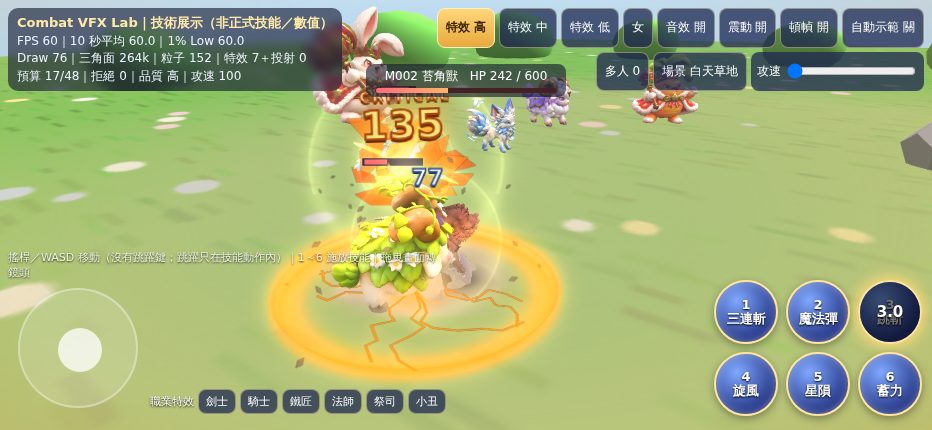 Combat VFX Lab｜技術展示（非正式技能／數值）
FPS 60｜10 秒平均 60.0｜1% Low 60.0
Draw 76｜三角面 264k｜粒子 152｜特效 7＋投射 0
預算 17/48｜拒絕 0｜品質 高｜攻速 100
特效 高
特效 中
特效 低
女
音效 開
震動 開
頓幀 開
自動示範 關
多人 0
場景 白天草地
攻速
M002 苔角獸 HP 242 / 600
CRITICAL
135
77
搖桿／WASD 移動（沒有跳躍鍵；跳躍只在技能動作內）｜1～6 施放技能｜拖曳畫面轉
鏡頭
1
三連斬
2
魔法彈
3
跳斬
3.0
4
旋風
5
星隕
6
蓄力
職業特效
劍士
騎士
鐵匠
法師
祭司
小丑